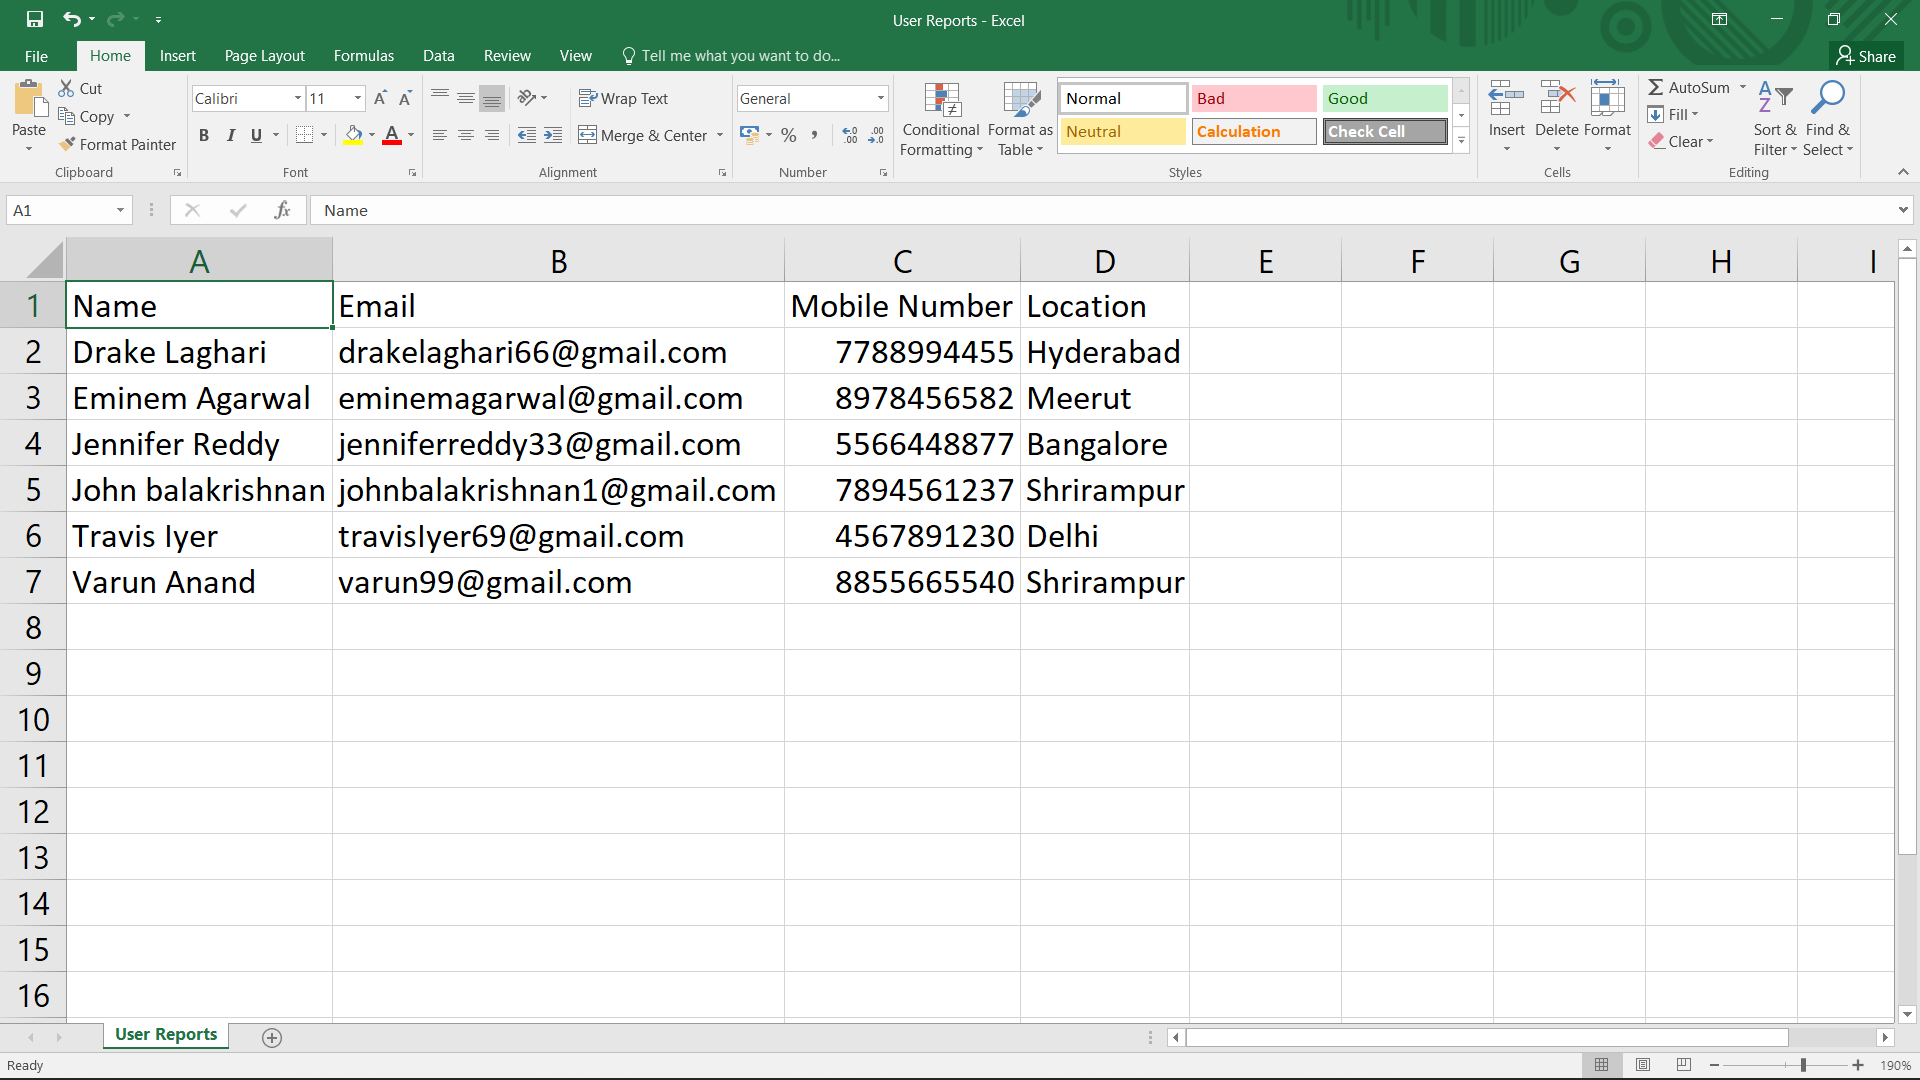 User Reports - Excel
File Home Insert Page Layout Formulas Data Review View Tell me what you want to do... Share
Paste Cut Copy Format Painter
Clipboard
Calibri 11
B I U
Font
Wrap Text
Merge & Center
Alignment
General
Number
Conditional Formatting
Format as Table
Normal Bad Good
Neutral Calculation Check Cell
Styles
Insert Delete Format
Cells
AutoSum
Fill
Clear
Sort & Filter
Find & Select
Editing
A1 fx Name
A B C D E F G H I
1 Name Email Mobile Number Location
2 Drake Laghari drakelaghari66@gmail.com 7788994455 Hyderabad
3 Eminem Agarwal eminemagarwal@gmail.com 8978456582 Meerut
4 Jennifer Reddy jenniferreddy33@gmail.com 5566448877 Bangalore
5 John balakrishnan johnbalakrishnan1@gmail.com 7894561237 Shrirampur
6 Travis Iyer travisIyer69@gmail.com 4567891230 Delhi
7 Varun Anand varun99@gmail.com 8855665540 Shrirampur
8
9
10
11
12
13
14
15
16
User Reports
Ready 190%